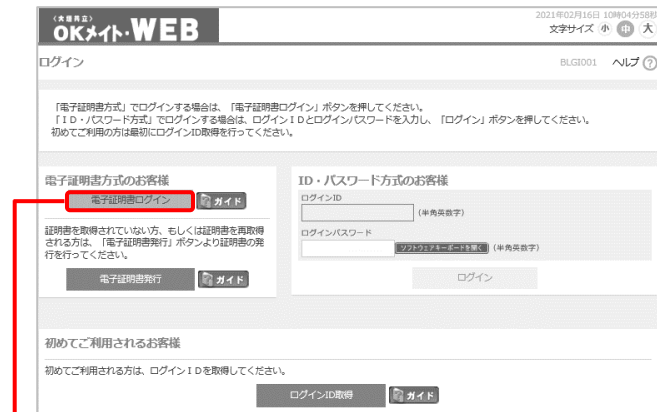 〈大垣共立〉
OKメイト・WEB
2021年02月16日 10時04分58秒
文字サイズ 小 中 大
ログイン
BLGI001 ヘルプ ?
「電子証明書方式」でログインする場合は、「電子証明書ログイン」ボタンを押してください。
「ID・パスワード方式」でログインする場合は、ログインIDとログインパスワードを入力し、「ログイン」ボタンを押してください。
初めてご利用の方は最初にログインID取得を行ってください。
電子証明書方式のお客様
電子証明書ログイン ガイド
証明書を取得されていない方、もしくは証明書を再取得
される方は、「電子証明書発行」ボタンより証明書の発
行を行ってください。
電子証明書発行 ガイド
ID・パスワード方式のお客様
ログインID
(半角英数字)
ログインパスワード
ソフトウェアキーボードを開く (半角英数字)
ログイン
初めてご利用されるお客様
初めてご利用される方は、ログインIDを取得してください。
ログインID取得 ガイド